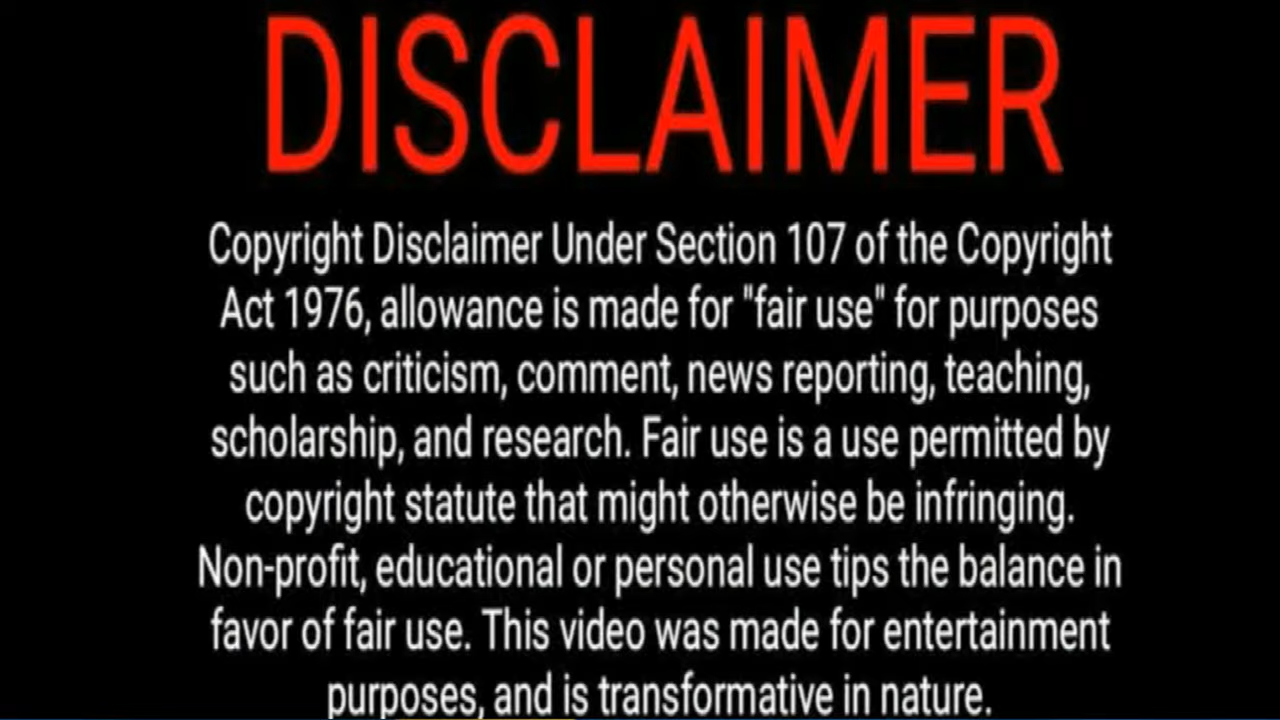 DISCLAIMER
Copyright Disclaimer Under Section 107 of the Copyright
Act 1976, allowance is made for "fair use" for purposes
such as criticism, comment, news reporting, teaching,
scholarship, and research. Fair use is a use permitted by
copyright statute that might otherwise be infringing.
Non-profit, educational or personal use tips the balance in
favor of fair use. This video was made for entertainment
purposes, and is transformative in nature.